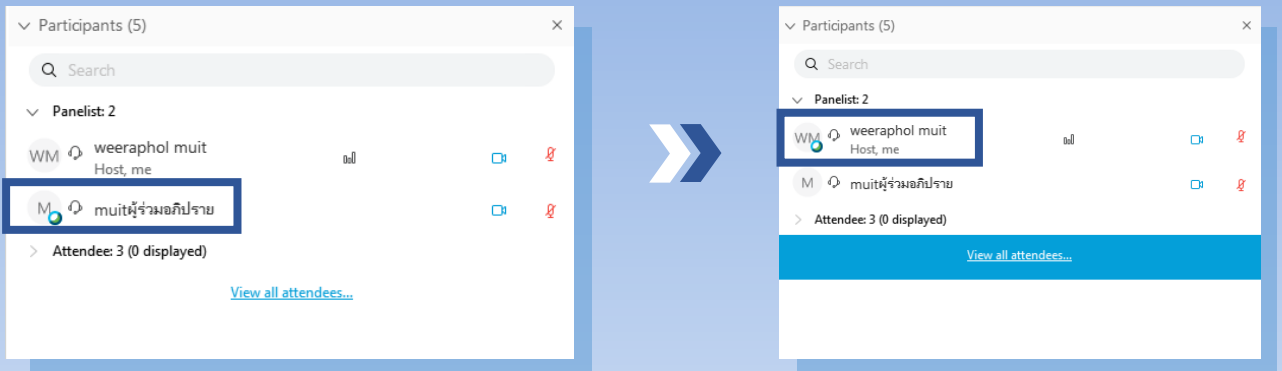 Participants (5)
Search
Panelist: 2
WM weeraphol muit
Host, me
M muitผู้ร่วมอภิปราย
Attendee: 3 (0 displayed)
View all attendees...
Participants (5)
Search
Panelist: 2
WM weeraphol muit
Host, me
M muitผู้ร่วมอภิปราย
Attendee: 3 (0 displayed)
View all attendees...